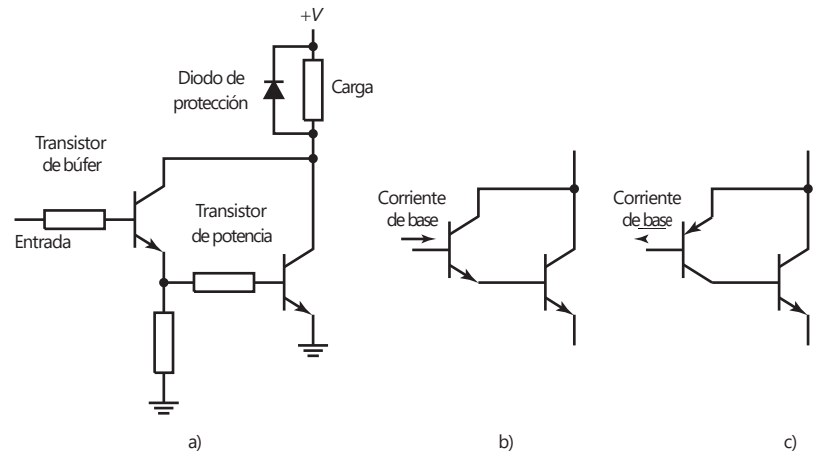 +V
Diodo de
protección
Carga
Transistor
de búfer
Entrada
Transistor
de potencia
Corriente
de base
Corriente
de base
a)
b)
c)